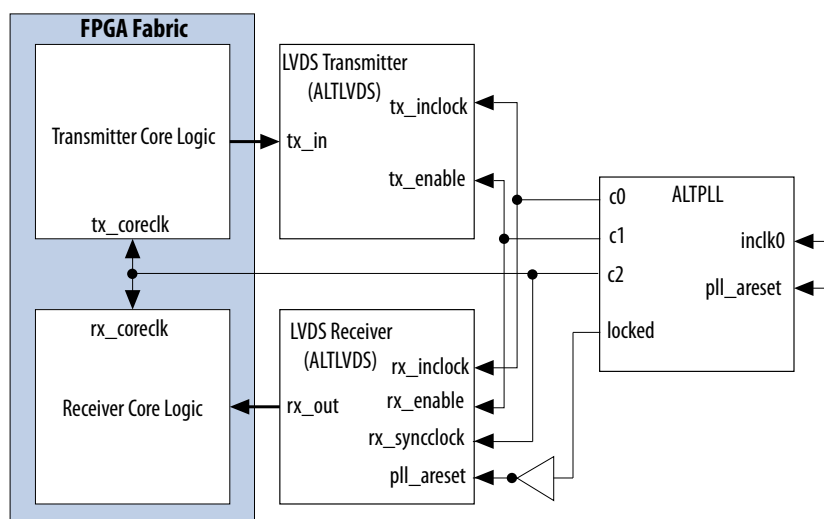 FPGA Fabric
Transmitter Core Logic
tx_coreclk
rx_coreclk
Receiver Core Logic
LVDS Transmitter
(ALTLVDS)
tx_inclock
tx_in
tx_enable
LVDS Receiver
(ALTLVDS)
rx_inclock
rx_out
rx_enable
rx_syncclock
pll_areset
ALTPLL
c0
c1
c2
locked
inclk0
pll_areset